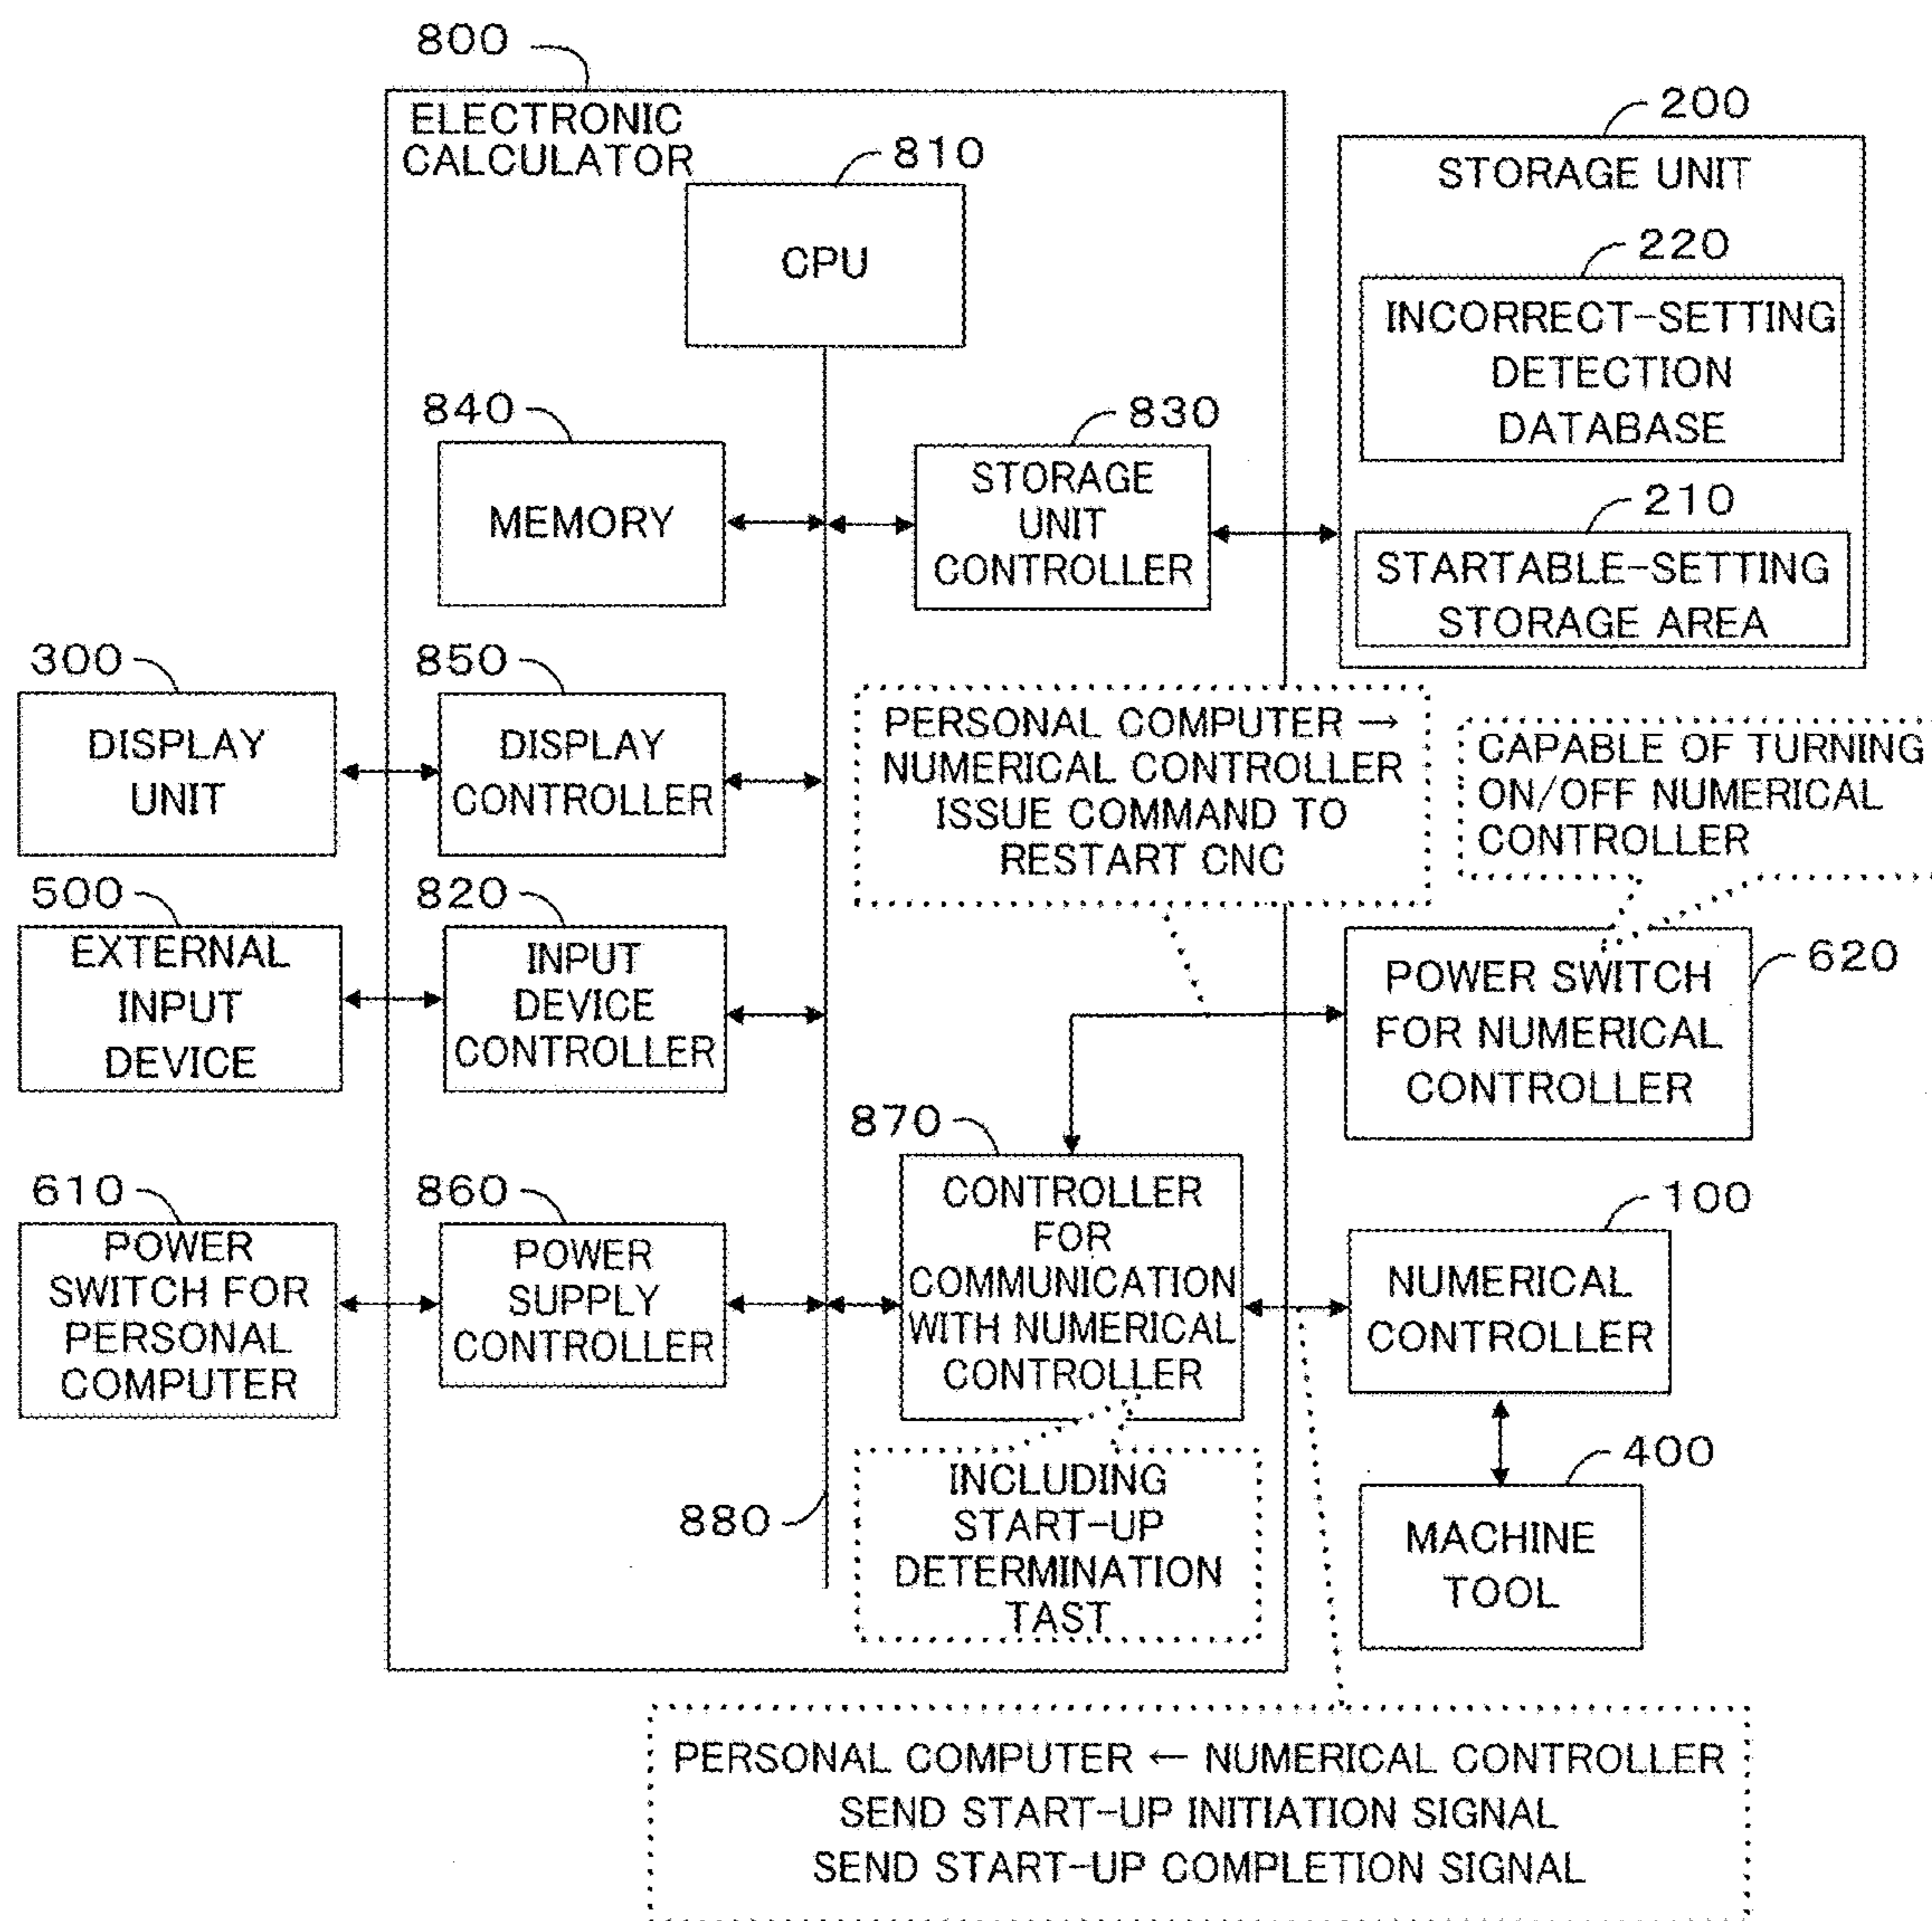 800
ELECTRONIC
CALCULATOR
810
CPU
200
STORAGE UNIT
220
INCORRECT-SETTING
DETECTION
DATABASE
210
STARTABLE-SETTING
STORAGE AREA
840
MEMORY
830
STORAGE
UNIT
CONTROLLER
300
DISPLAY
UNIT
850
DISPLAY
CONTROLLER
PERSONAL COMPUTER →
NUMERICAL CONTROLLER
ISSUE COMMAND TO
RESTART CNC
CAPABLE OF TURNING
ON/OFF NUMERICAL
CONTROLLER
500
EXTERNAL
INPUT
DEVICE
820
INPUT
DEVICE
CONTROLLER
620
POWER SWITCH
FOR NUMERICAL
CONTROLLER
610
POWER
SWITCH FOR
PERSONAL
COMPUTER
860
POWER
SUPPLY
CONTROLLER
870
CONTROLLER
FOR
COMMUNICATION
WITH NUMERICAL
CONTROLLER
100
NUMERICAL
CONTROLLER
880
INCLUDING
START-UP
DETERMINATION
TAST
400
MACHINE
TOOL
PERSONAL COMPUTER ← NUMERICAL CONTROLLER
SEND START-UP INITIATION SIGNAL
SEND START-UP COMPLETION SIGNAL